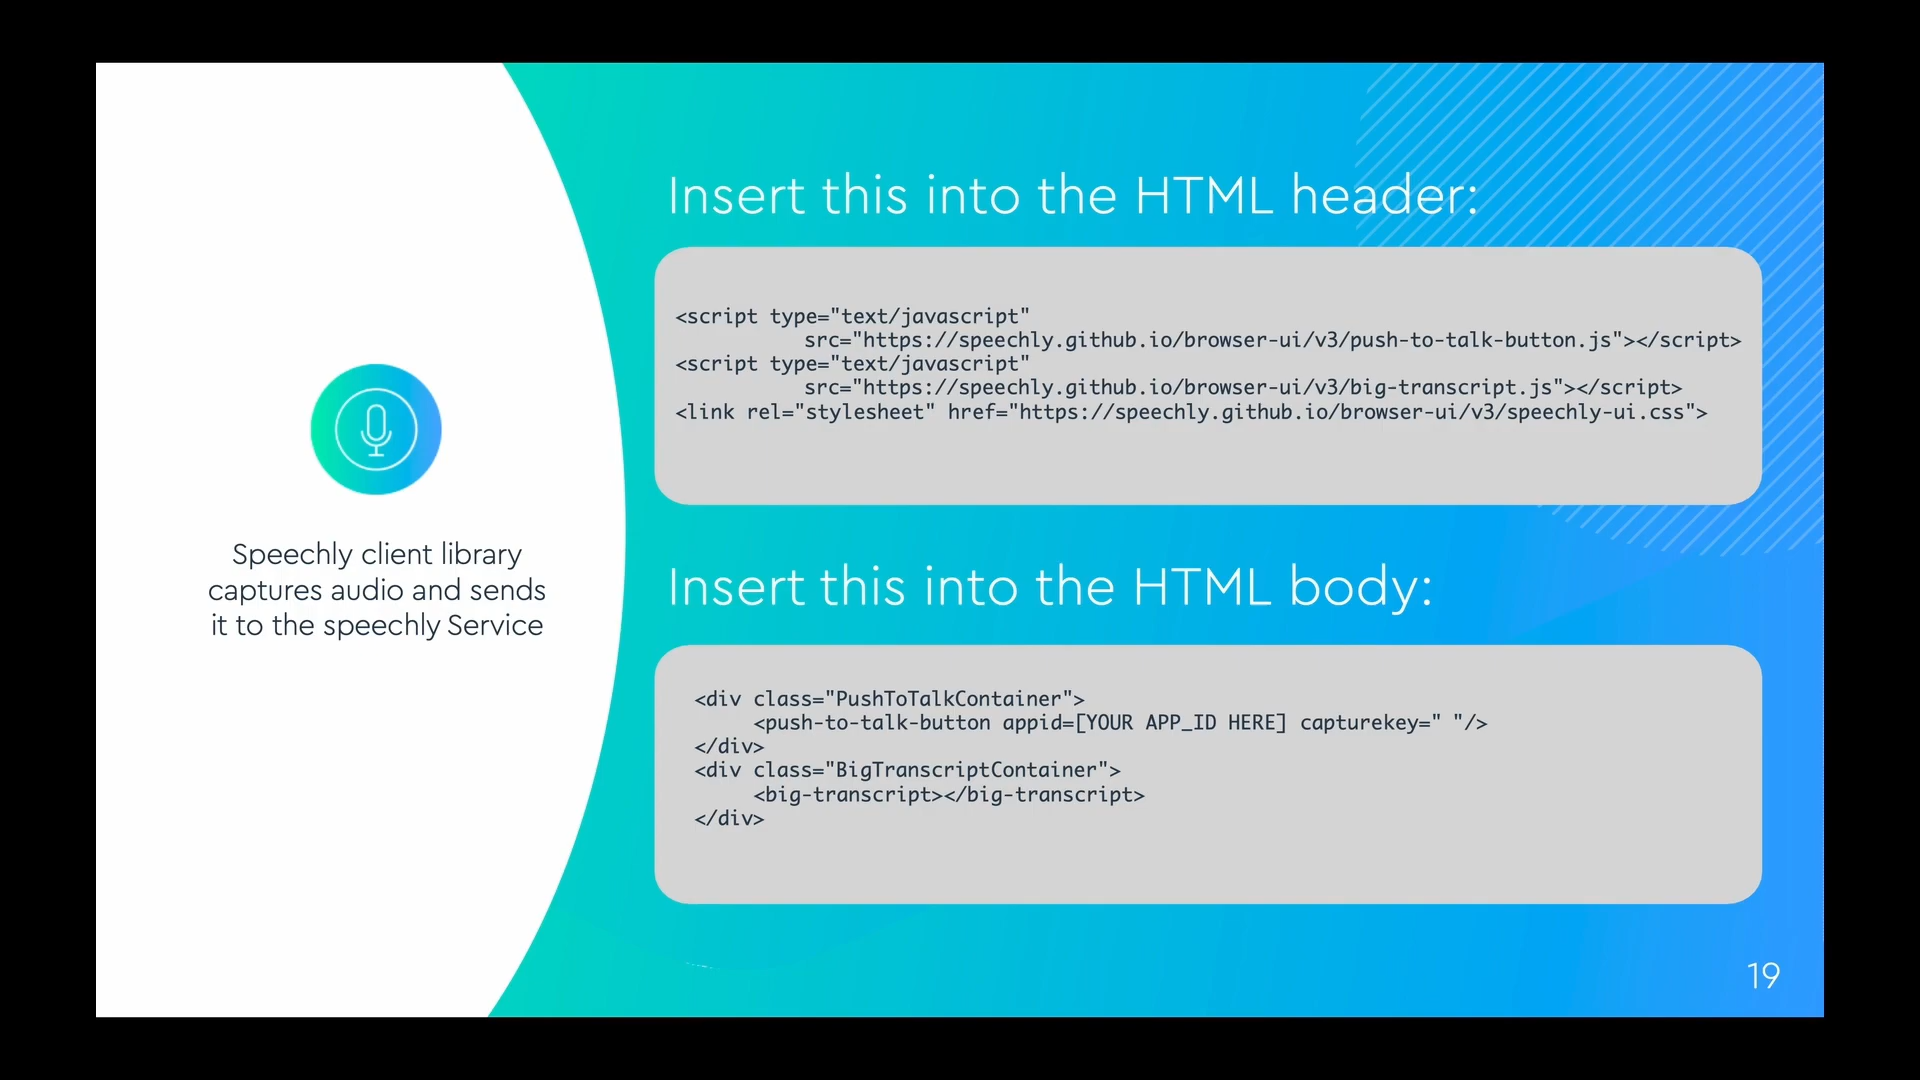 Speechly client library
captures audio and sends
it to the speechly Service
Insert this into the HTML header:
<script type="text/javascript"
src="https://speechly.github.io/browser-ui/v3/push-to-talk-button.js"></script>
<script type="text/javascript"
src="https://speechly.github.io/browser-ui/v3/big-transcript.js"></script>
<link rel="stylesheet" href="https://speechly.github.io/browser-ui/v3/speechly-ui.css">
Insert this into the HTML body:
<div class="PushToTalkContainer">
<push-to-talk-button appid=[YOUR APP_ID HERE] capturekey=" "/>
</div>
<div class="BigTranscriptContainer">
<big-transcript></big-transcript>
</div>
19